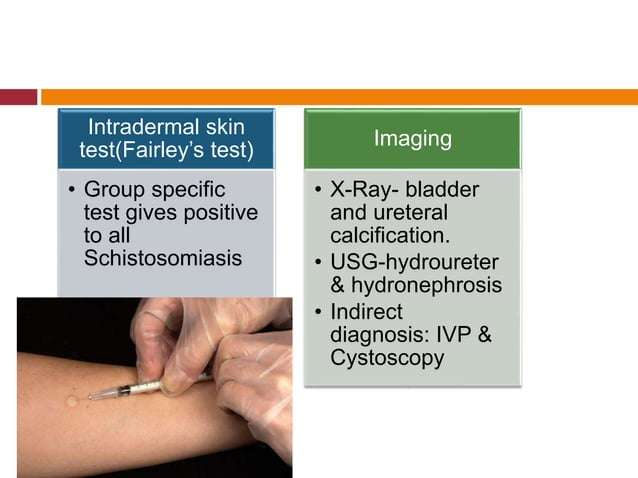 Intradermal skin
test(Fairley's test)
• Group specific
test gives positive
to all
Schistosomiasis
Imaging
• X-Ray- bladder
and ureteral
calcification.
• USG-hydroureter
& hydronephrosis
• Indirect
diagnosis: IVP &
Cystoscopy